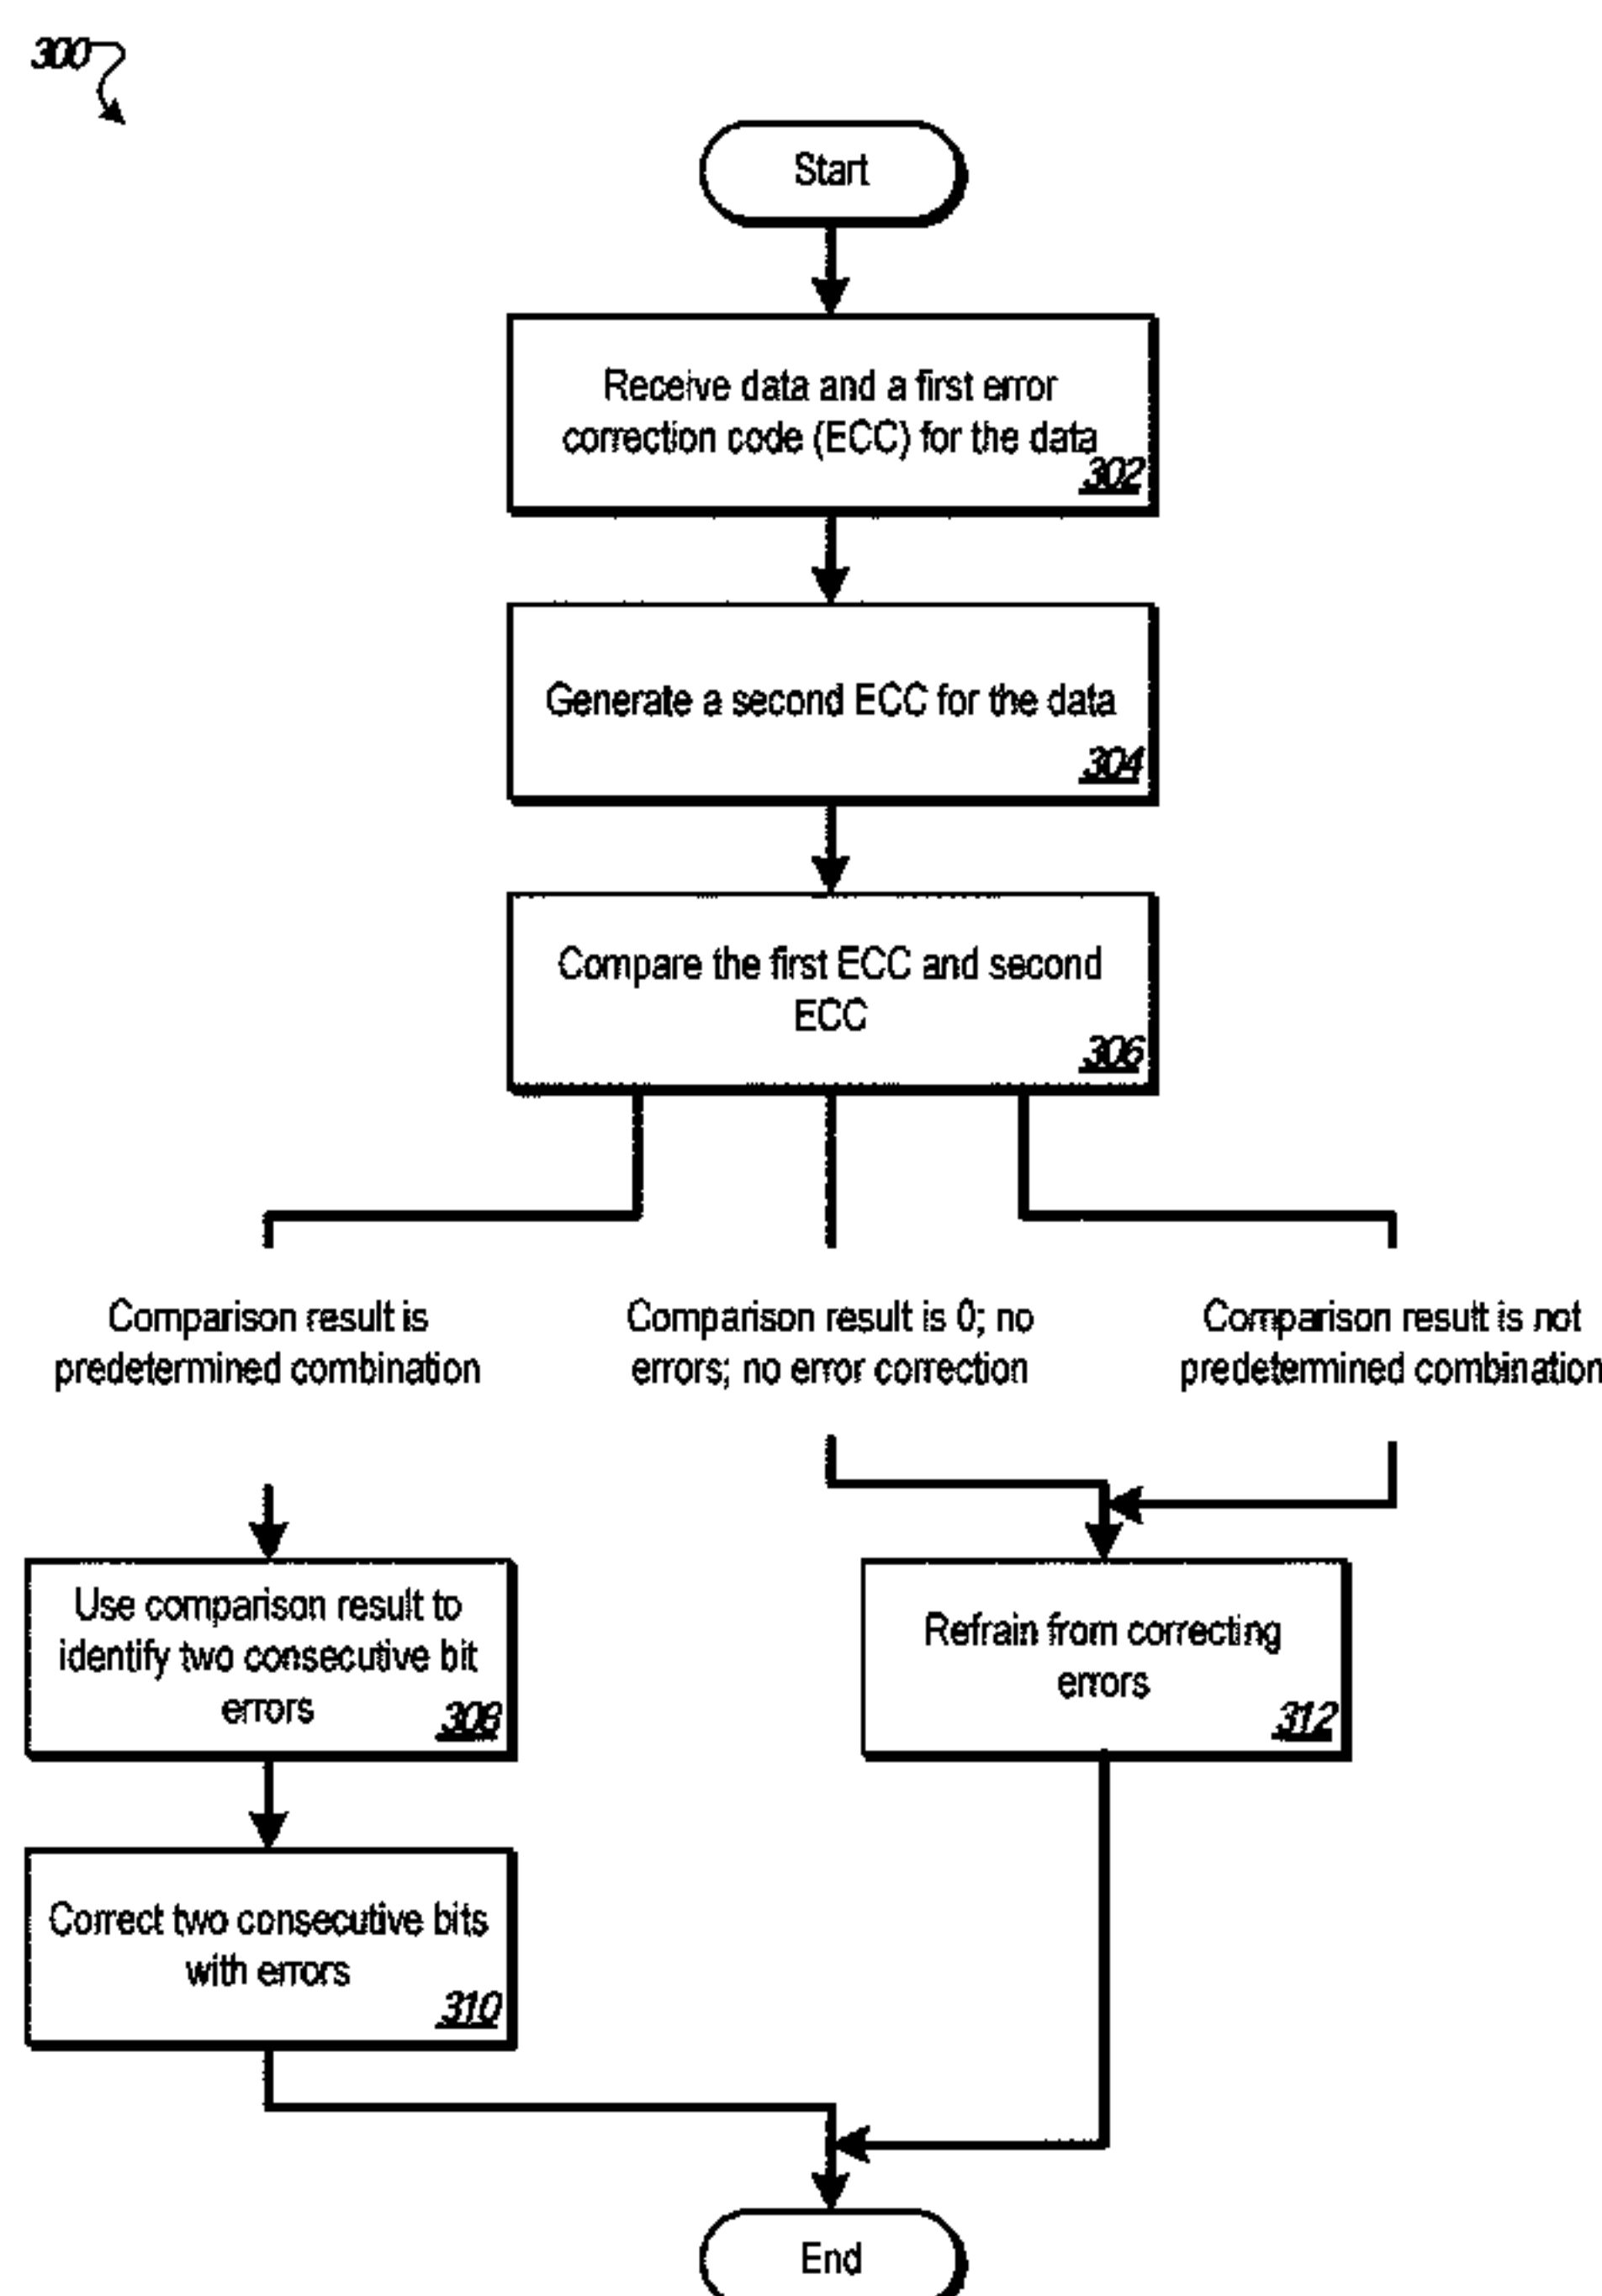 300
Start
Receive data and a first error
correction code (ECC) for the data
302
Generate a second ECC for the data
304
Compare the first ECC and second
ECC
306
Comparison result is
predetermined combination
Comparison result is 0; no
errors; no error correction
Comparison result is not
predetermined combination
Use comparison result to
identify two consecutive bit
errors
308
Refrain from correcting
errors
312
Correct two consecutive bits
with errors
310
End